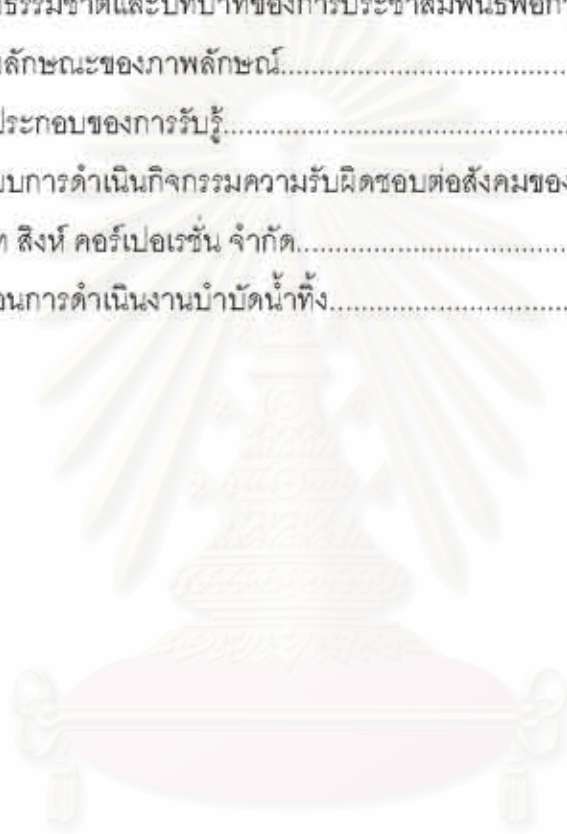 ธรรมชาติและบทบาทของการประชาสัมพันธ์เพื่อการ
ลักษณะของภาพลักษณ์................................
ประกอบของการรับรู้................................
บบการดำเนินกิจกรรมความรับผิดชอบต่อสังคมของ
ท สิงห์ คอร์เปอเรชั่น จำกัด................................
อนการดำเนินงานบำบัดน้ำทิ้ง................................